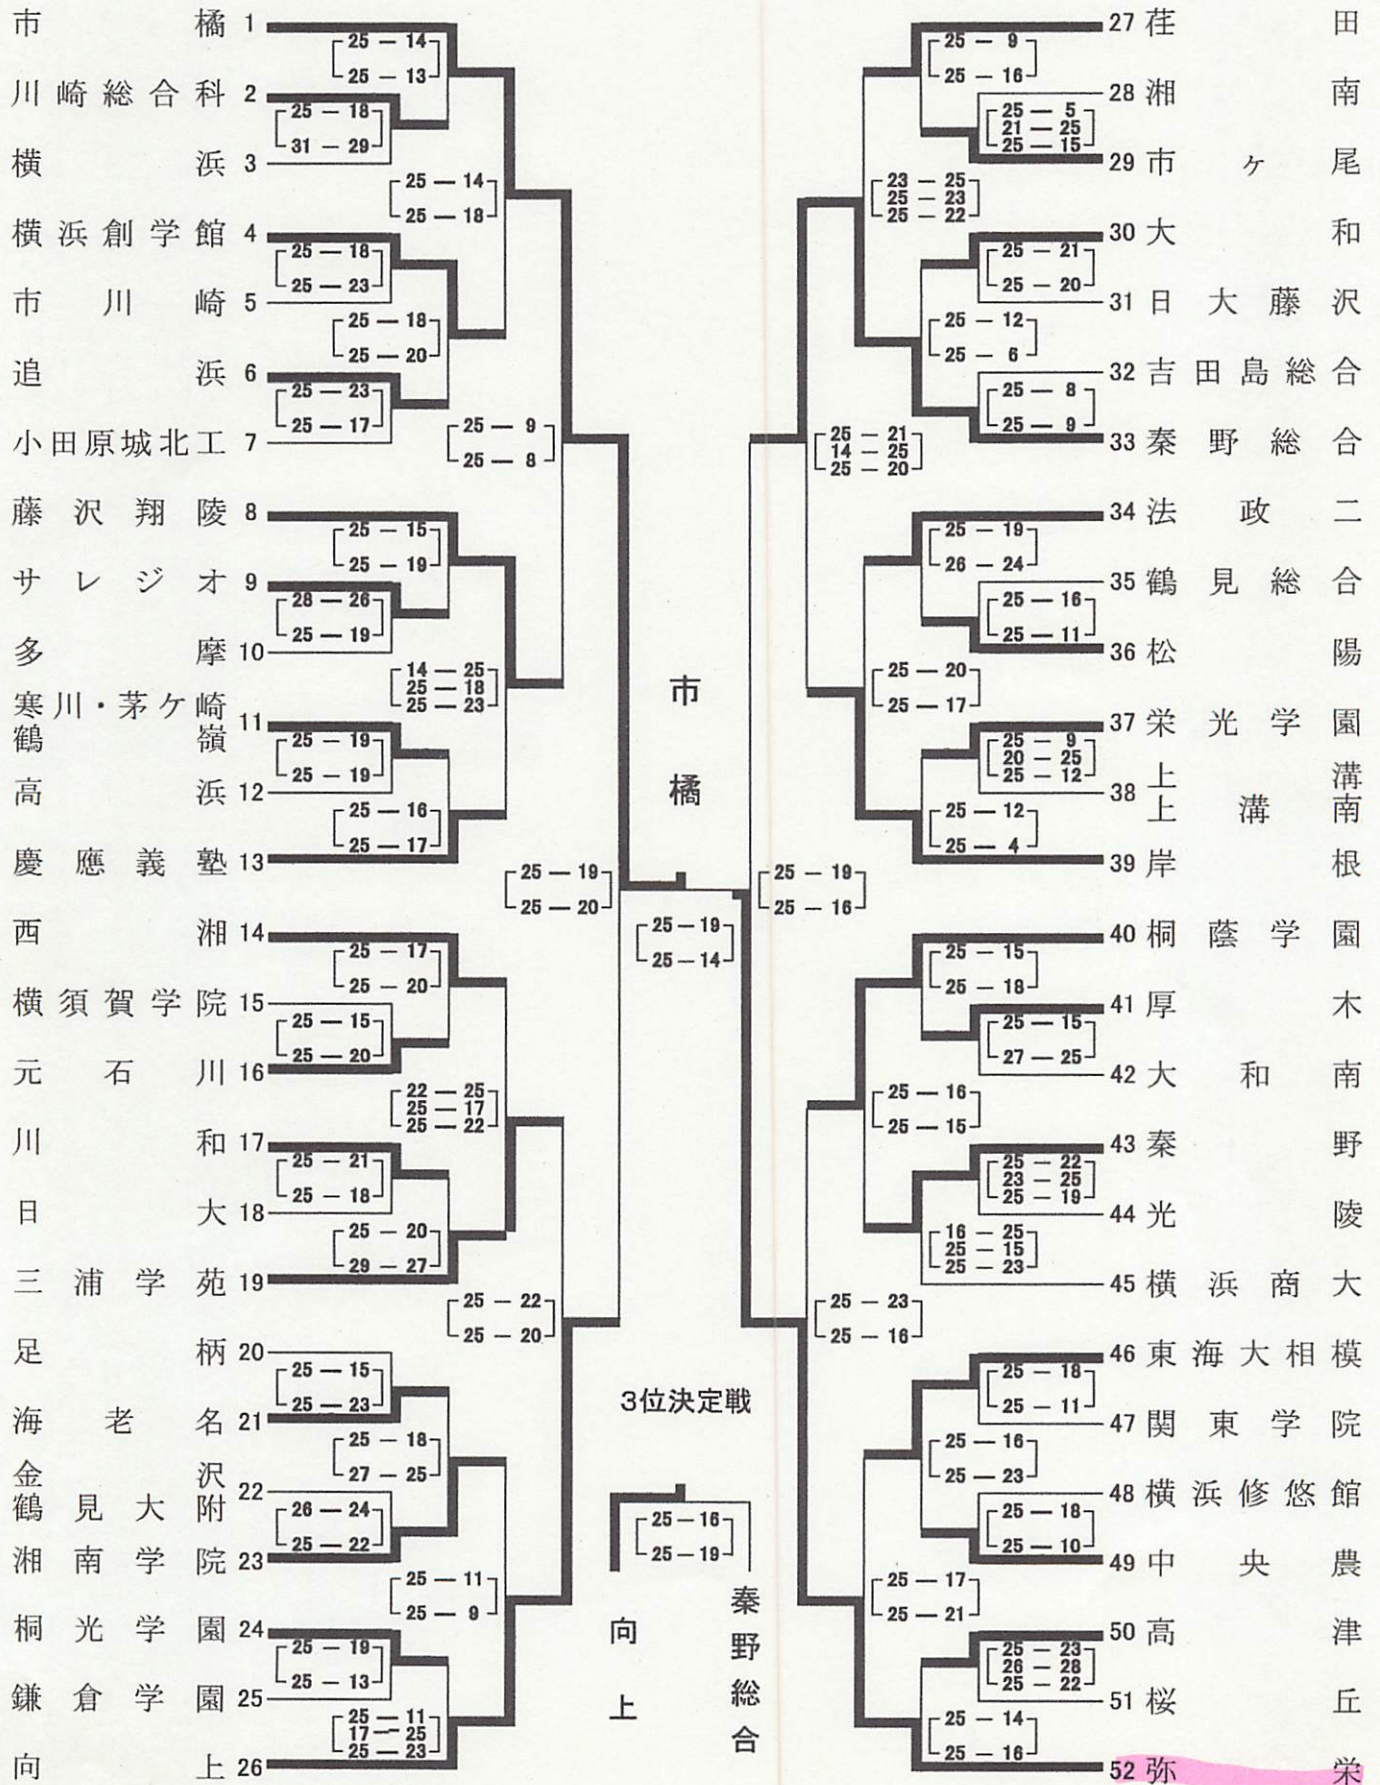 市橘 1
25 — 14
25 — 13
川崎総合科 2
25 — 18
31 — 29
横浜 3
25 — 14
25 — 18
横浜創学館 4
25 — 18
25 — 23
市川崎 5
25 — 18
25 — 20
追浜 6
25 — 23
25 — 17
小田原城北工 7
25 — 9
25 — 8
藤沢翔陵 8
25 — 15
25 — 19
サレジオ 9
28 — 26
25 — 19
多摩 10
14 — 25
25 — 18
25 — 23
寒川・茅ケ崎
鶴嶺 11
25 — 19
25 — 19
高浜 12
25 — 16
25 — 17
慶應義塾 13
25 — 19
25 — 20
西湘 14
25 — 17
25 — 20
横須賀学院 15
25 — 15
25 — 20
元石川 16
22 — 25
25 — 17
25 — 22
川和 17
25 — 21
25 — 18
日大 18
25 — 20
29 — 27
三浦学苑 19
25 — 22
25 — 20
足柄 20
25 — 15
25 — 23
海老名 21
25 — 18
27 — 25
金沢
鶴見大附 22
26 — 24
25 — 22
湘南学院 23
25 — 11
25 — 9
桐光学園 24
25 — 19
25 — 13
鎌倉学園 25
25 — 11
17 — 25
25 — 23
向上 26
市橘
25 — 19
25 — 14
3位決定戦
25 — 16
25 — 19
向上
秦野総合
27 荏田
25 — 9
25 — 16
28 湘南
25 — 5
21 — 25
25 — 15
29 市ヶ尾
23 — 25
25 — 23
25 — 22
30 大和
25 — 21
25 — 20
31 日大藤沢
25 — 12
25 — 6
32 吉田島総合
25 — 8
25 — 9
33 秦野総合
25 — 21
14 — 25
25 — 20
34 法政二
25 — 19
26 — 24
35 鶴見総合
25 — 16
25 — 11
36 松陽
25 — 20
25 — 17
37 栄光学園
25 — 9
20 — 25
25 — 12
上溝
38 上溝南
25 — 12
25 — 4
39 岸根
25 — 19
25 — 16
40 桐蔭学園
25 — 15
25 — 18
41 厚木
25 — 15
27 — 25
42 大和南
25 — 16
25 — 15
43 秦野
25 — 22
23 — 25
25 — 19
44 光陵
16 — 25
25 — 15
25 — 23
45 横浜商大
25 — 23
25 — 16
46 東海大相模
25 — 18
25 — 11
47 関東学院
25 — 16
25 — 23
48 横浜修悠館
25 — 18
25 — 10
49 中央農
25 — 17
25 — 21
50 高津
25 — 23
26 — 28
25 — 22
51 桜丘
25 — 14
25 — 16
52 弥栄